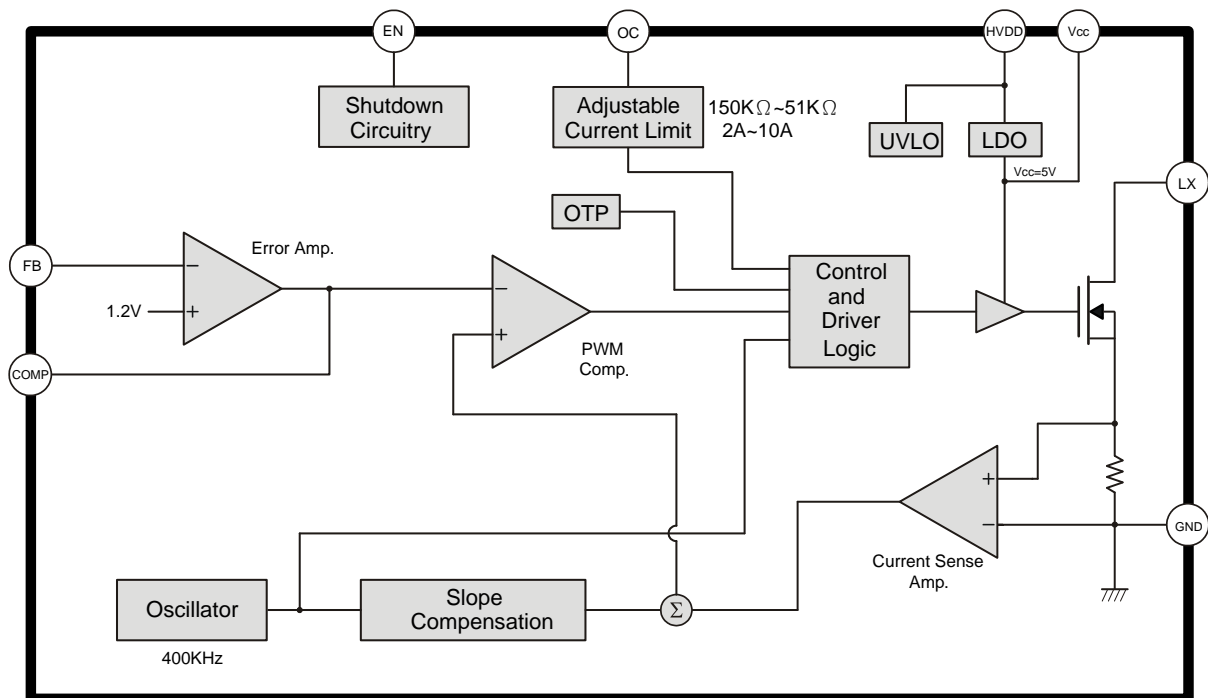 EN
OC
HVDD
Vcc
Shutdown
Circuitry
Adjustable
Current Limit
150KΩ~51KΩ
2A~10A
UVLO
LDO
Vcc=5V
LX
OTP
FB
Error Amp.
−
+
1.2V
COMP
−
+
PWM
Comp.
Control
and
Driver
Logic
+
−
GND
Current Sense
Amp.
Oscillator
400KHz
Slope
Compensation
Σ